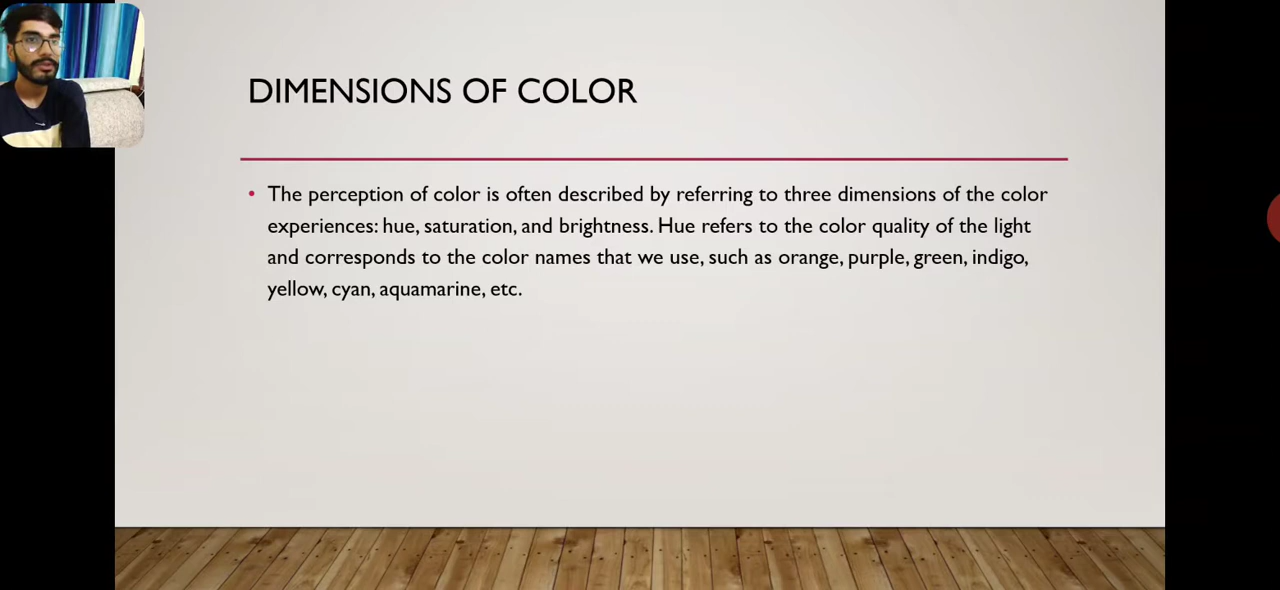 DIMENSIONS OF COLOR
• The perception of color is often described by referring to three dimensions of the color
experiences: hue, saturation, and brightness. Hue refers to the color quality of the light
and corresponds to the color names that we use, such as orange, purple, green, indigo,
yellow, cyan, aquamarine, etc.